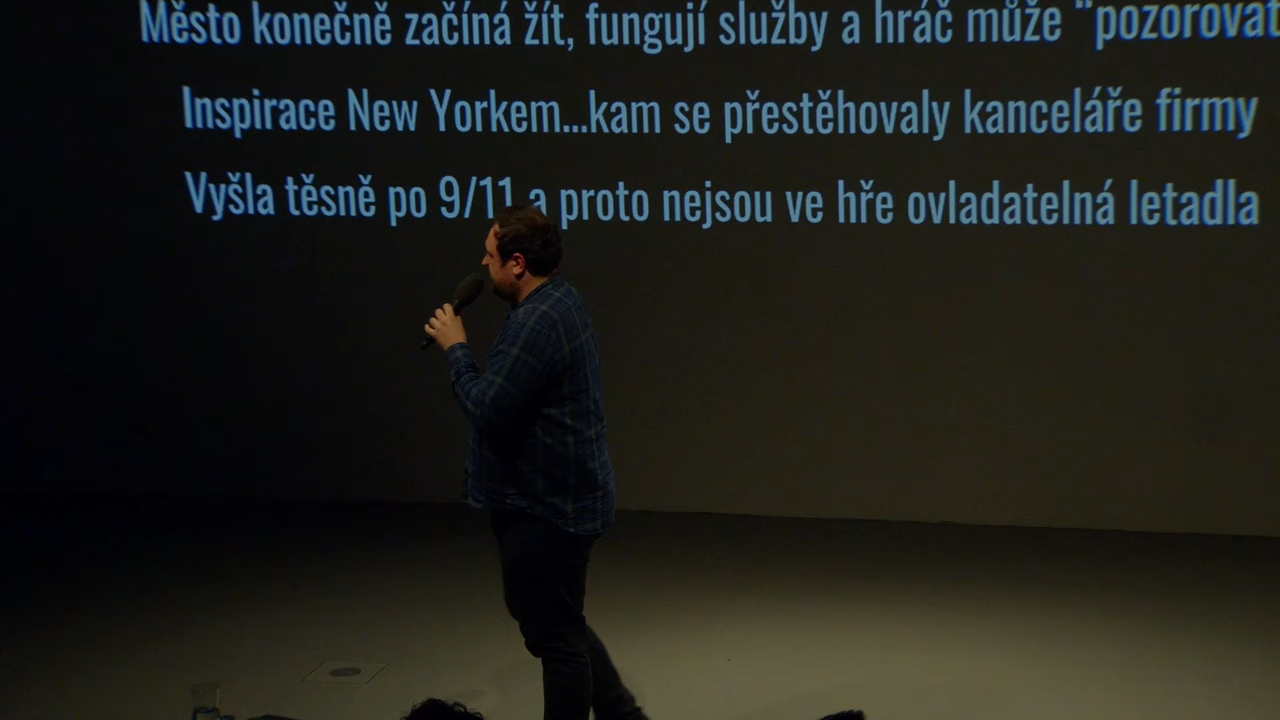 Město konečně začíná žít, fungují služby a hráč může "pozorovat
Inspirace New Yorkem...kam se přestěhovaly kanceláře firmy
Vyšla těsně po 9/11 a proto nejsou ve hře ovladatelná letadla